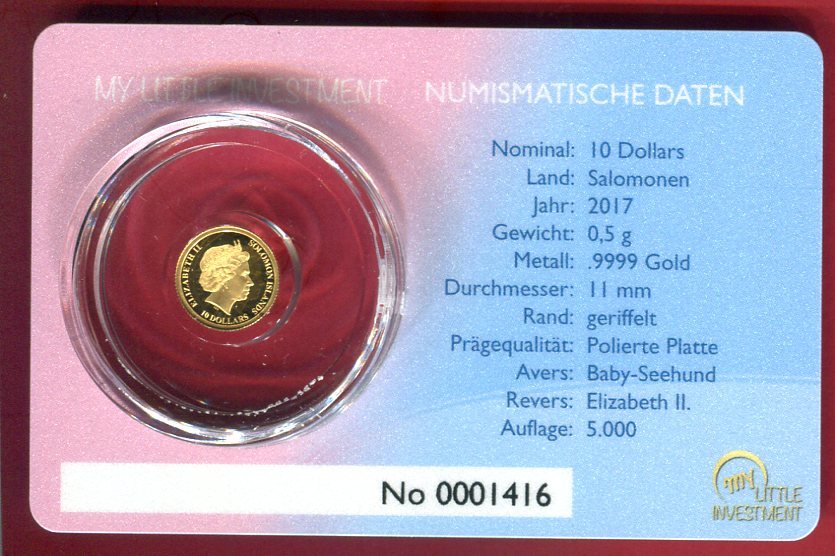 MY LITTLE INVESTMENT
NUMISMATISCHE DATEN
Nominal: 10 Dollars
Land: Salomonen
Jahr: 2017
Gewicht: 0,5 g
Metall: .9999 Gold
Durchmesser: 11 mm
Rand: geriffelt
Prägequalität: Polierte Platte
Avers: Baby-Seehund
Revers: Elizabeth II.
Auflage: 5.000
ELIZABETH II
SOLOMON ISLANDS
10 DOLLARS
No 0001416
MY
LITTLE
INVESTMENT